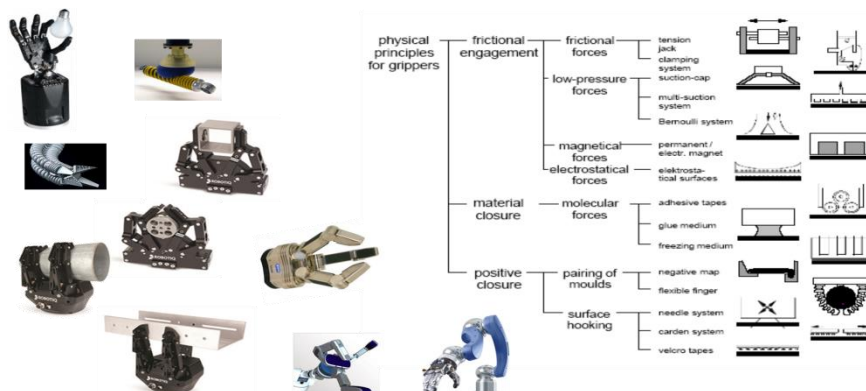 physical
principles
for grippers
frictional
engagement
frictional
forces
tension
jack
clamping
system
low-pressure
forces
suction-cap
multi-suction
system
Bernoulli system
magnetical
forces
permanent /
electr. magnet
electrostatical
forces
elektrosta-
tical surfaces
material
closure
molecular
forces
adhesive tapes
glue medium
freezing medium
positive
closure
pairing of
moulds
negative map
flexible finger
surface
hooking
needle system
carden system
velcro tapes
ROBOTIQ
ROBOTIQ
ROBOTIQ